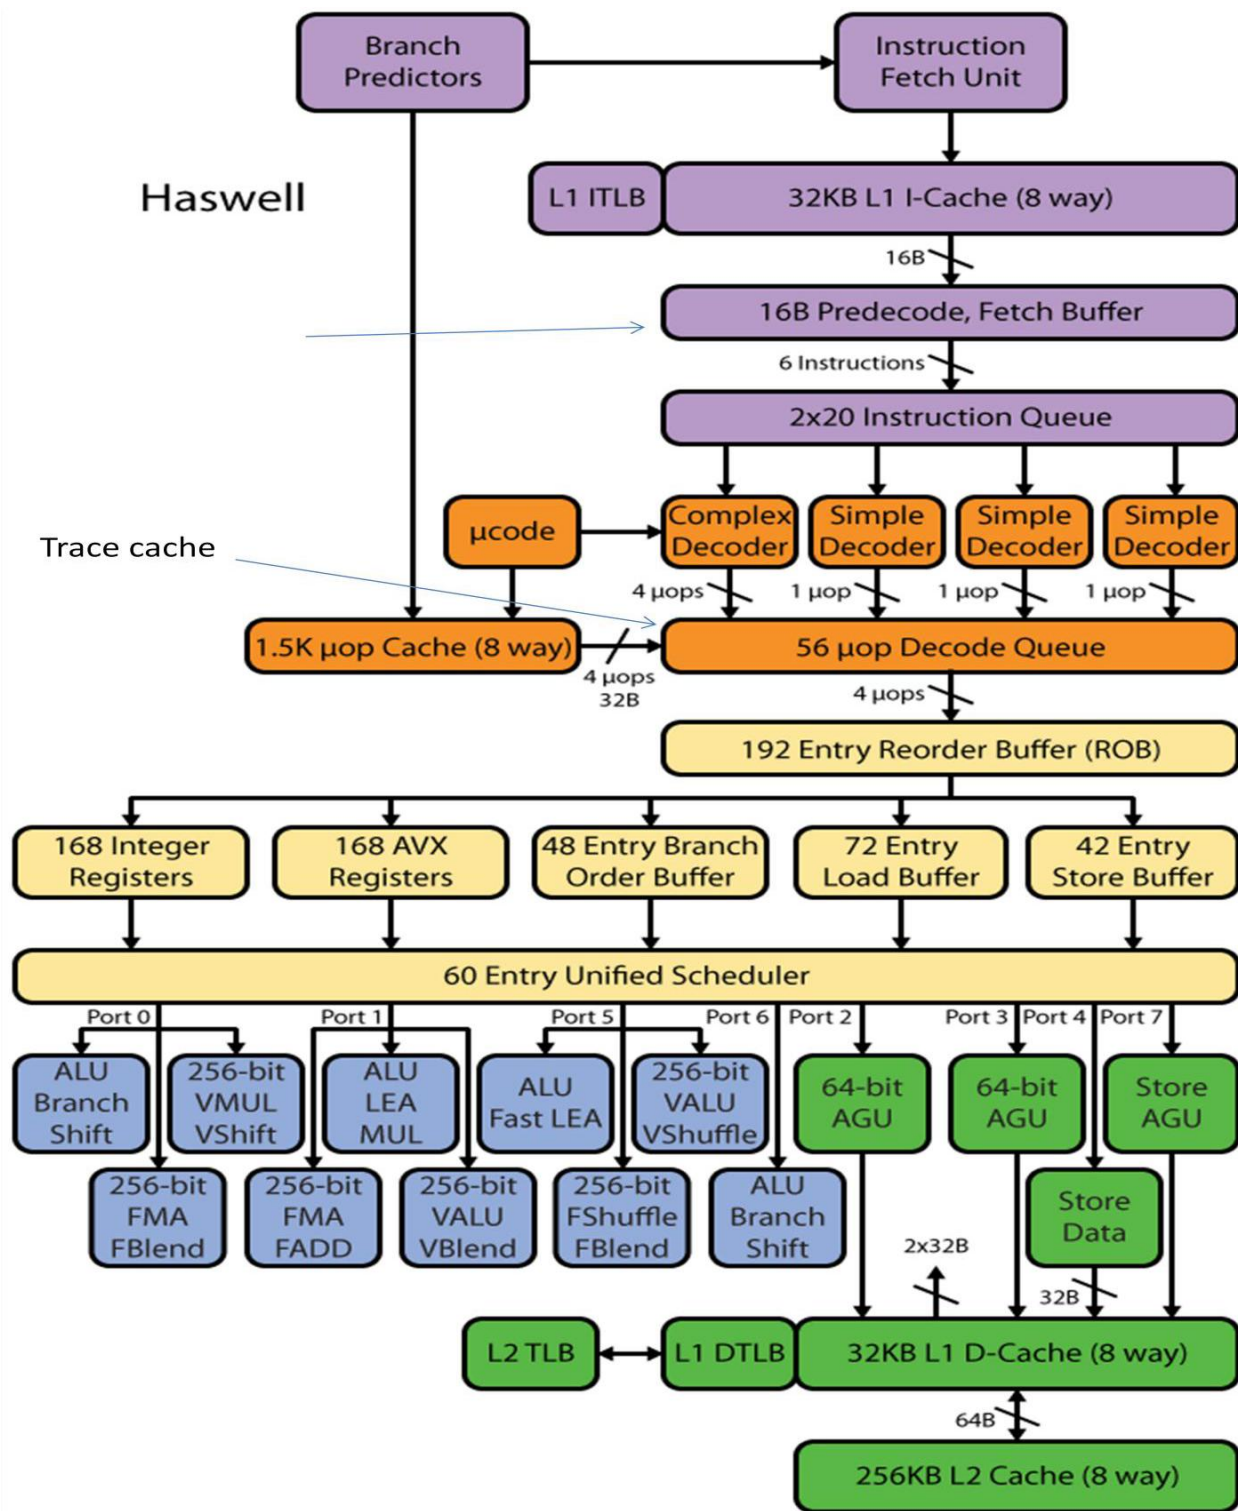 Branch
Predictors
Instruction
Fetch Unit
Haswell
L1 ITLB
32KB L1 I-Cache (8 way)
16B
16B Predecode, Fetch Buffer
6 Instructions
2x20 Instruction Queue
µcode
Complex
Decoder
Simple
Decoder
Simple
Decoder
Simple
Decoder
Trace cache
4 µops
1 µop
1 µop
1 µop
1.5K µop Cache (8 way)
4 µops
32B
56 µop Decode Queue
4 µops
192 Entry Reorder Buffer (ROB)
168 Integer
Registers
168 AVX
Registers
48 Entry Branch
Order Buffer
72 Entry
Load Buffer
42 Entry
Store Buffer
60 Entry Unified Scheduler
Port 0
Port 1
Port 5
Port 6
Port 2
Port 3
Port 4
Port 7
ALU
Branch
Shift
256-bit
VMUL
VShift
ALU
LEA
MUL
ALU
Fast LEA
256-bit
VALU
VShuffle
64-bit
AGU
64-bit
AGU
Store
AGU
256-bit
FMA
FBlend
256-bit
FMA
FADD
256-bit
VALU
VBlend
256-bit
FShuffle
FBlend
ALU
Branch
Shift
Store
Data
2x32B
32B
L2 TLB
L1 DTLB
32KB L1 D-Cache (8 way)
64B
256KB L2 Cache (8 way)